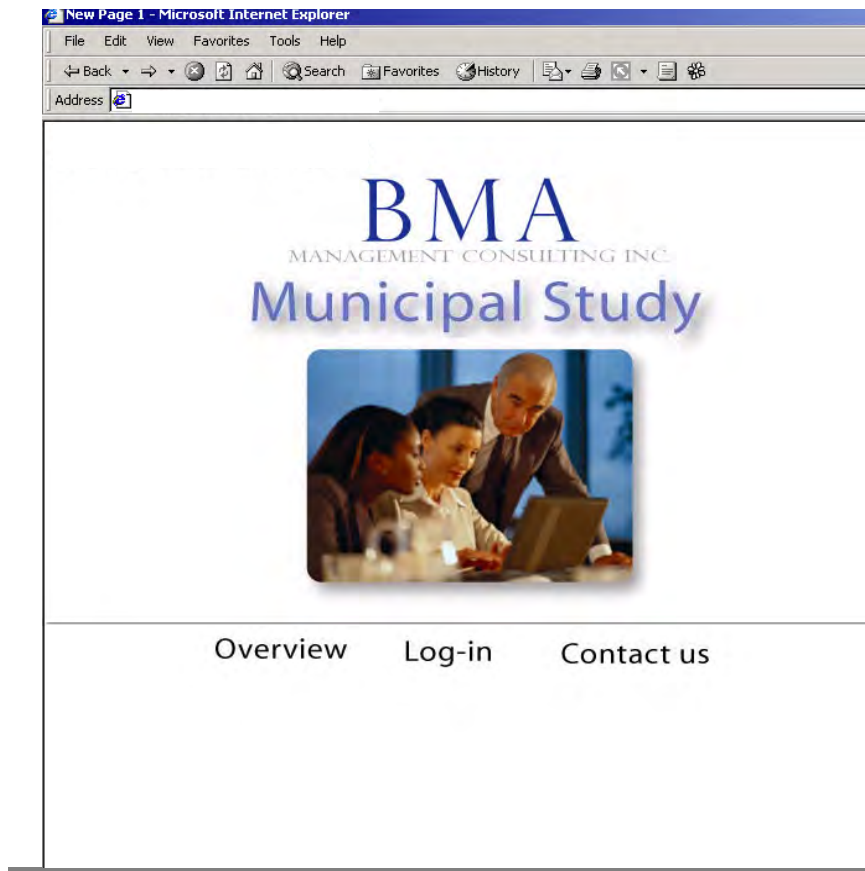 New Page 1 - Microsoft Internet Explorer
File Edit View Favorites Tools Help
Back Search Favorites History
Address
BMA
MANAGEMENT CONSULTING INC.
Municipal Study
Overview Log-in Contact us